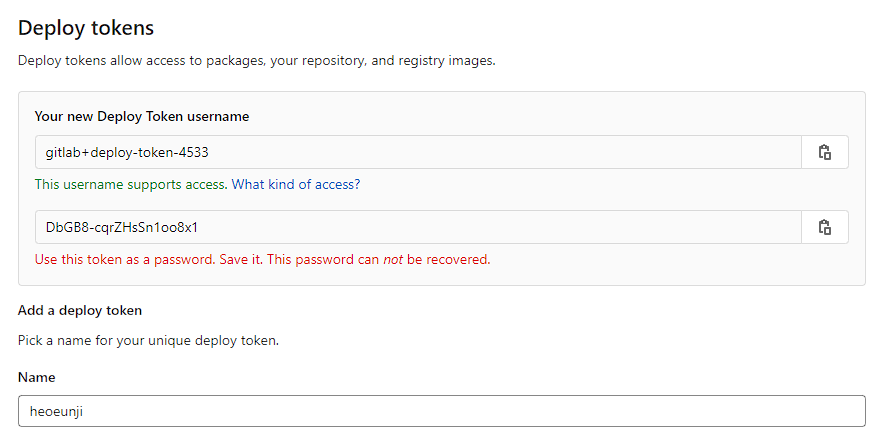 Deploy tokens
Deploy tokens allow access to packages, your repository, and registry images.
Your new Deploy Token username
gitlab+deploy-token-4533
This username supports access. What kind of access?
DbGB8-cqrZHsSn1oo8x1
Use this token as a password. Save it. This password can not be recovered.
Add a deploy token
Pick a name for your unique deploy token.
Name
heoeunji